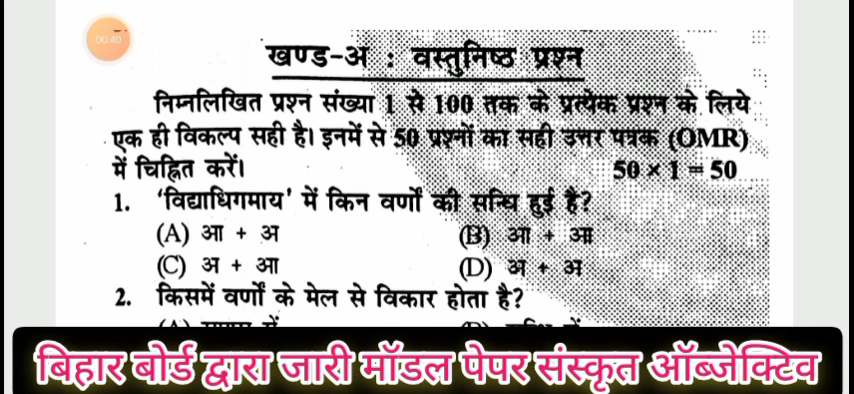 00:40
खण्ड-अ : वस्तुनिष्ठ प्रश्न
निम्नलिखित प्रश्न संख्या 1 से 100 तक के प्रत्येक प्रश्न के लिये
एक ही विकल्प सही है। इनमें से 50 प्रश्नों का सही उत्तर पत्रक (OMR)
में चिह्नित करें। 50 × 1 = 50
1. 'विद्याधिगमाय' में किन वर्णों की सन्धि हुई है?
(A) आ + अ (B) आ + आ
(C) अ + आ (D) अ + अ
2. किसमें वर्णों के मेल से विकार होता है?
बिहार बोर्ड द्वारा जारी मॉडल पेपर संस्कृत ऑब्जेक्टिव